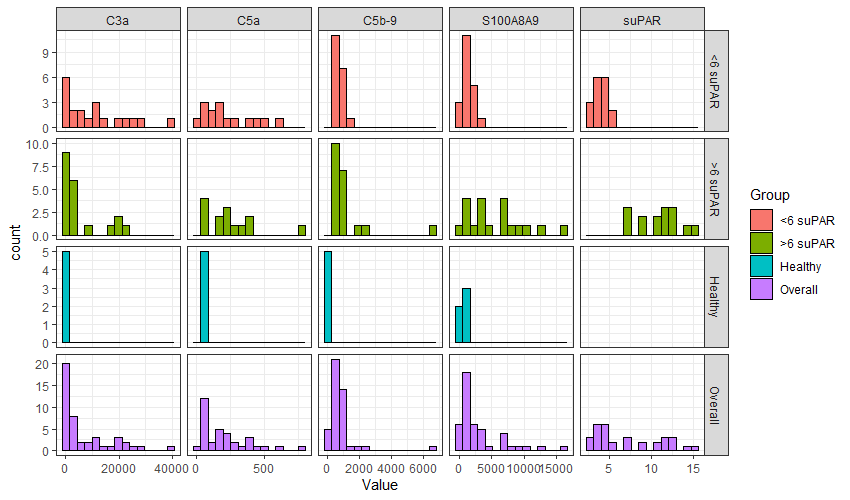 C3a C5a C5b-9 S100A8A9 suPAR
9
6
3
0
<6 suPAR
10.0
7.5
5.0
2.5
0.0
>6 suPAR
5
4
3
2
1
0
Healthy
20
15
10
5
0
Overall
0 20000 40000 0 500 0 2000 4000 6000 0 5000 10000 15000 5 10 15
Value
count
Group
<6 suPAR
>6 suPAR
Healthy
Overall